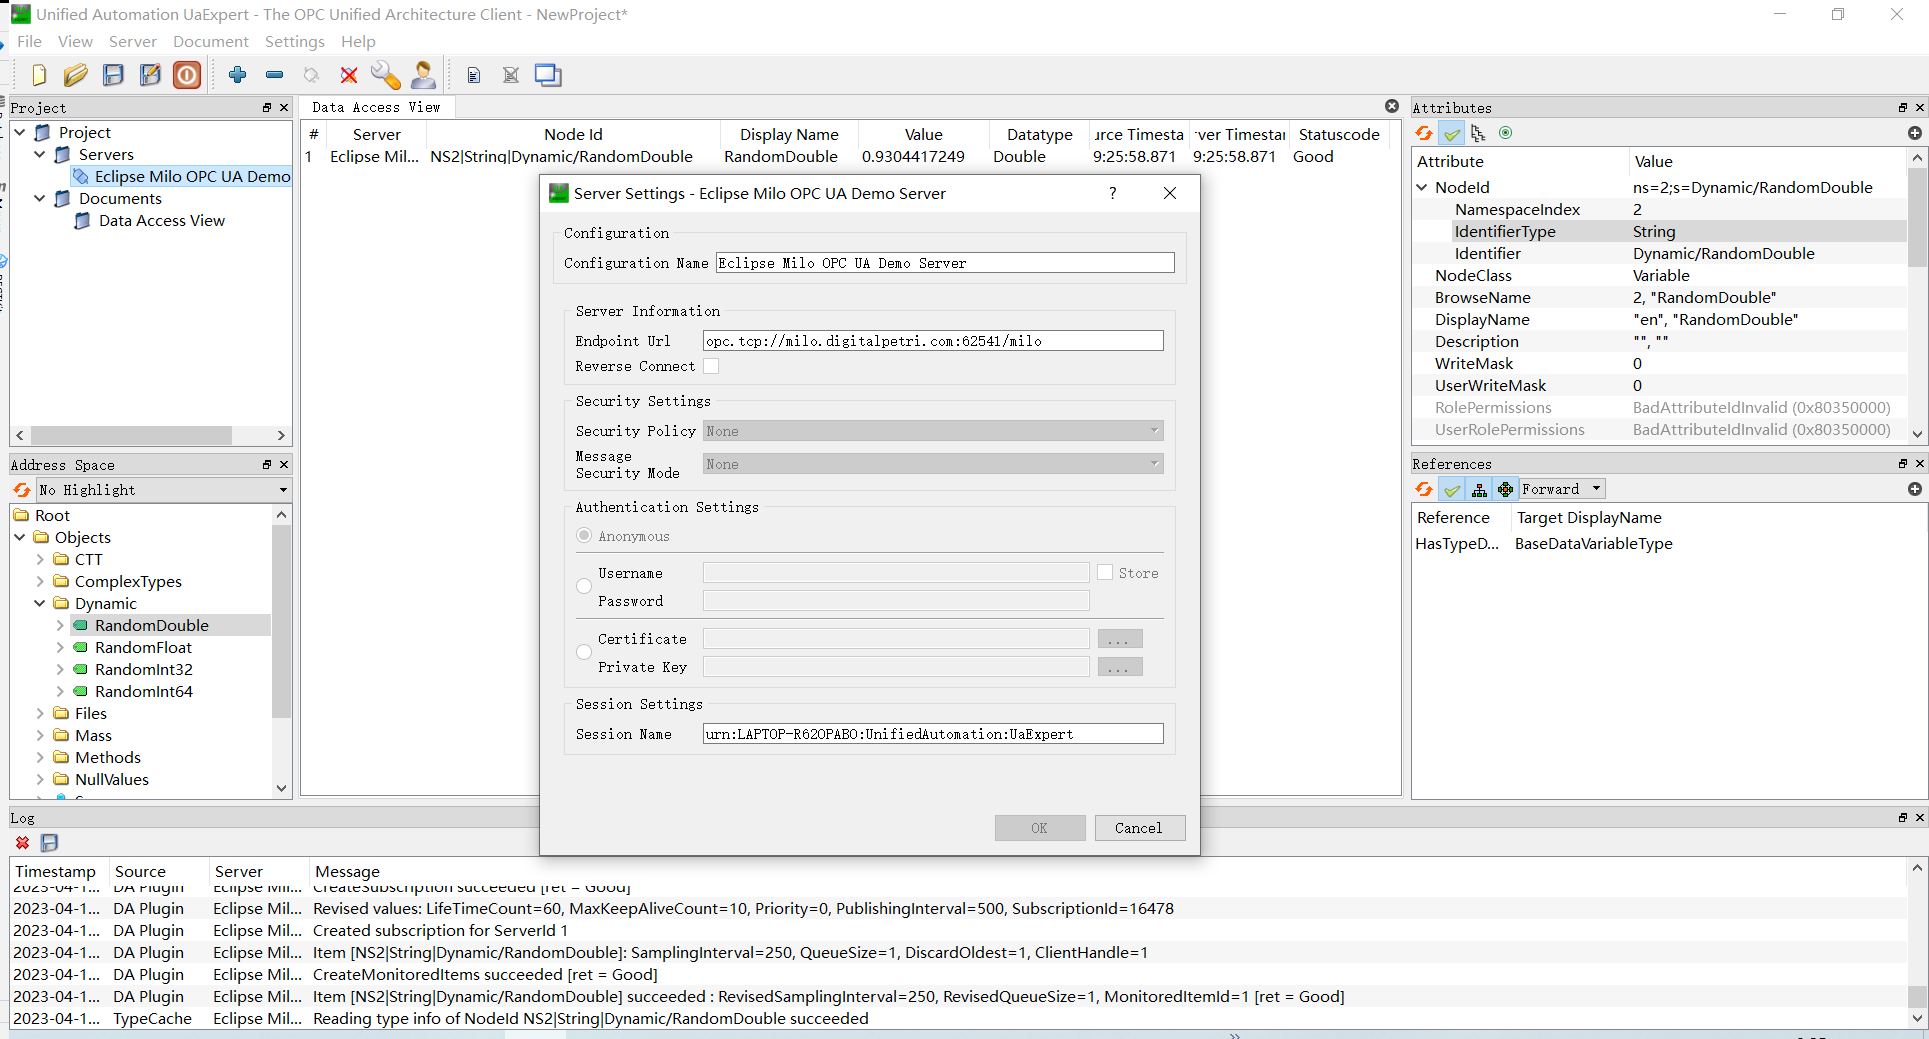 Unified Automation UaExpert - The OPC Unified Architecture Client - NewProject*
File View Server Document Settings Help
Project
Project
Servers
Eclipse Milo OPC UA Demo
Documents
Data Access View
Data Access View
# Server Node Id Display Name Value Datatype urce Timesta ver Timestar Statuscode
1 Eclipse Mil... NS2|String|Dynamic/RandomDouble RandomDouble 0.9304417249 Double 9:25:58.871 9:25:58.871 Good
Server Settings - Eclipse Milo OPC UA Demo Server ?
Configuration
Configuration Name Eclipse Milo OPC UA Demo Server
Server Information
Endpoint Url opc.tcp://milo.digitalpetri.com:62541/milo
Reverse Connect
Security Settings
Security Policy None
Message
Security Mode None
Authentication Settings
Anonymous
Username Store
Password
Certificate ...
Private Key ...
Session Settings
Session Name urn:LAPTOP-R62OPABO:UnifiedAutomation:UaExpert
OK Cancel
Attributes
Attribute Value
NodeId ns=2;s=Dynamic/RandomDouble
NamespaceIndex 2
IdentifierType String
Identifier Dynamic/RandomDouble
NodeClass Variable
BrowseName 2, "RandomDouble"
DisplayName "en", "RandomDouble"
Description "", ""
WriteMask 0
UserWriteMask 0
RolePermissions BadAttributeIdInvalid (0x80350000)
UserRolePermissions BadAttributeIdInvalid (0x80350000)
Address Space
No Highlight
Root
Objects
CTT
ComplexTypes
Dynamic
RandomDouble
RandomFloat
RandomInt32
RandomInt64
Files
Mass
Methods
NullValues
References
Forward
Reference Target DisplayName
HasTypeD... BaseDataVariableType
Log
Timestamp Source Server Message
2023-04-1... DA Plugin Eclipse Mil... CreateSubscription succeeded [ret = Good]
2023-04-1... DA Plugin Eclipse Mil... Revised values: LifeTimeCount=60, MaxKeepAliveCount=10, Priority=0, PublishingInterval=500, SubscriptionId=16478
2023-04-1... DA Plugin Eclipse Mil... Created subscription for ServerId 1
2023-04-1... DA Plugin Eclipse Mil... Item [NS2|String|Dynamic/RandomDouble]: SamplingInterval=250, QueueSize=1, DiscardOldest=1, ClientHandle=1
2023-04-1... DA Plugin Eclipse Mil... CreateMonitoredItems succeeded [ret = Good]
2023-04-1... DA Plugin Eclipse Mil... Item [NS2|String|Dynamic/RandomDouble] succeeded : RevisedSamplingInterval=250, RevisedQueueSize=1, MonitoredItemId=1 [ret = Good]
2023-04-1... TypeCache Eclipse Mil... Reading type info of NodeId NS2|String|Dynamic/RandomDouble succeeded